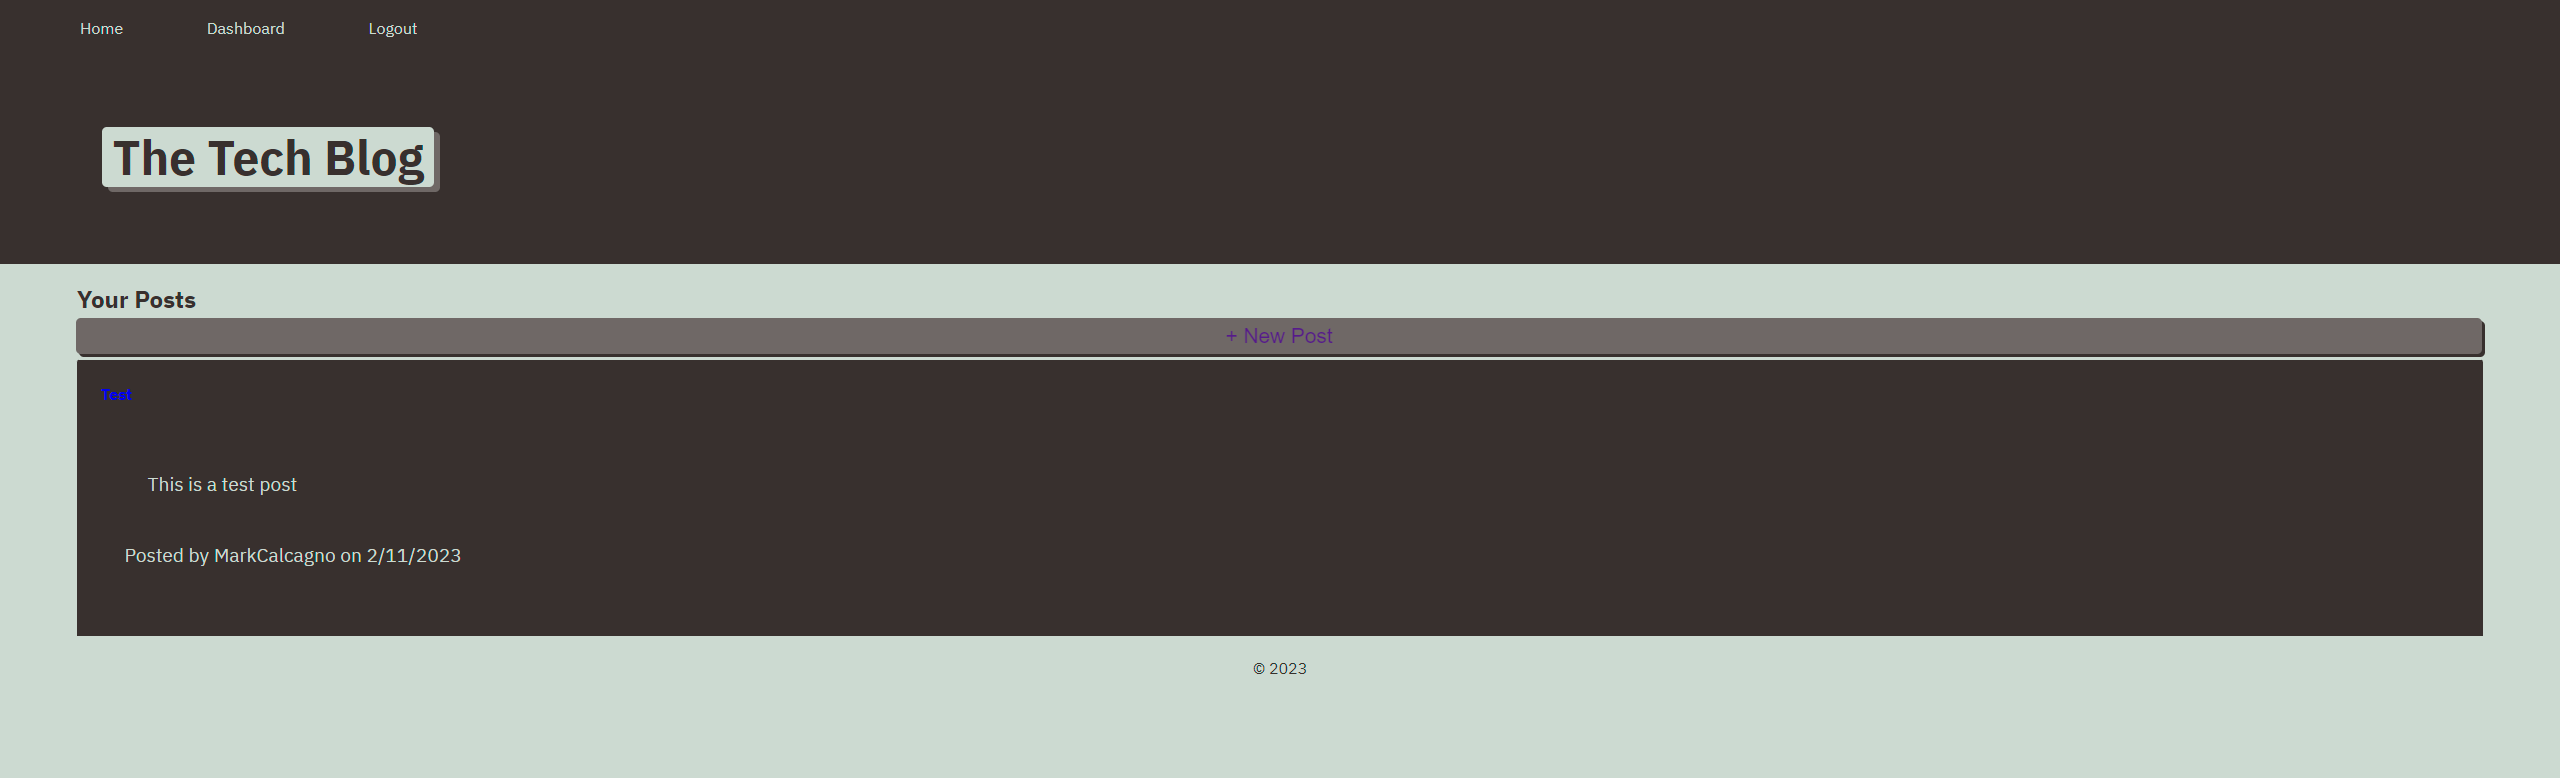 Home Dashboard Logout
The Tech Blog
Your Posts
+ New Post
Test
This is a test post
Posted by MarkCalcagno on 2/11/2023
© 2023